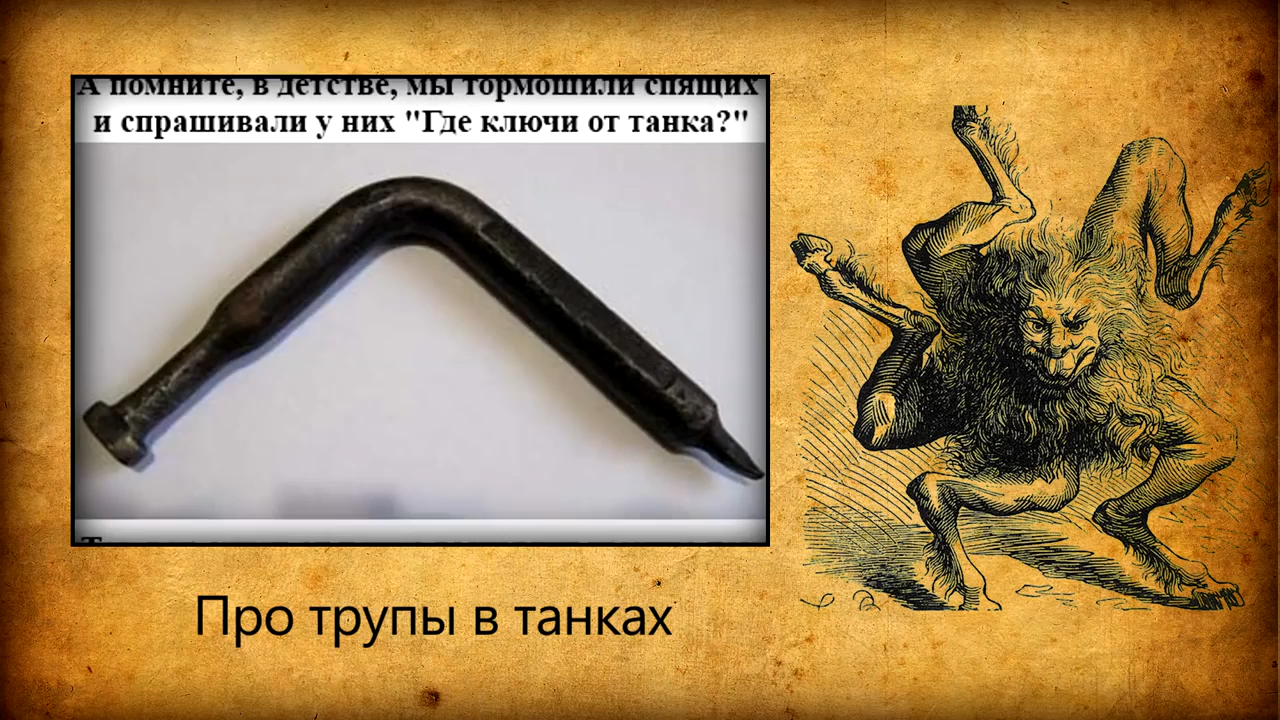 А помните, в детстве, мы тормошили спящих
и спрашивали у них "Где ключи от танка?"
Про трупы в танках